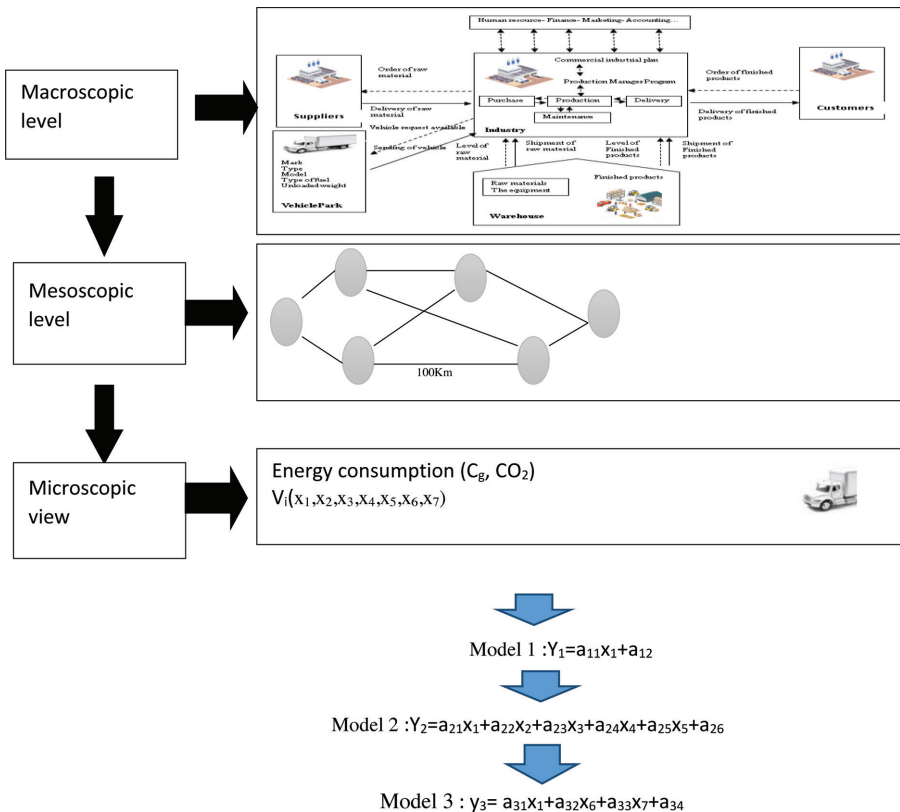 Macroscopic
level
Human resource- Finance- Marketing- Accounting...
Suppliers
Order of raw
material
Delivery of raw
material
Commercial industrial plan
Production Manager Program
Purchase
Production
Delivery
Maintenance
Industry
Order of finished
products
Delivery of finished
products
Customers
Vehicle request available
Sending of vehicle
Mark
Type
Model
Type of fuel
Unloaded weight
VehiclePark
Level of
raw
material
Shipment of
raw material
Level of
Finished
products
Shipment of
Finished
products
Raw materials
The equipment
Finished products
Warehouse
Mesoscopic
level
100Km
Microscopic
view
Energy consumption (Cg, CO2)
Vi(x1,x2,x3,x4,x5,x6,x7)
Model 1 :Y1=a11x1+a12
Model 2 :Y2=a21x1+a22x2+a23x3+a24x4+a25x5+a26
Model 3 : y3= a31x1+a32x6+a33x7+a34